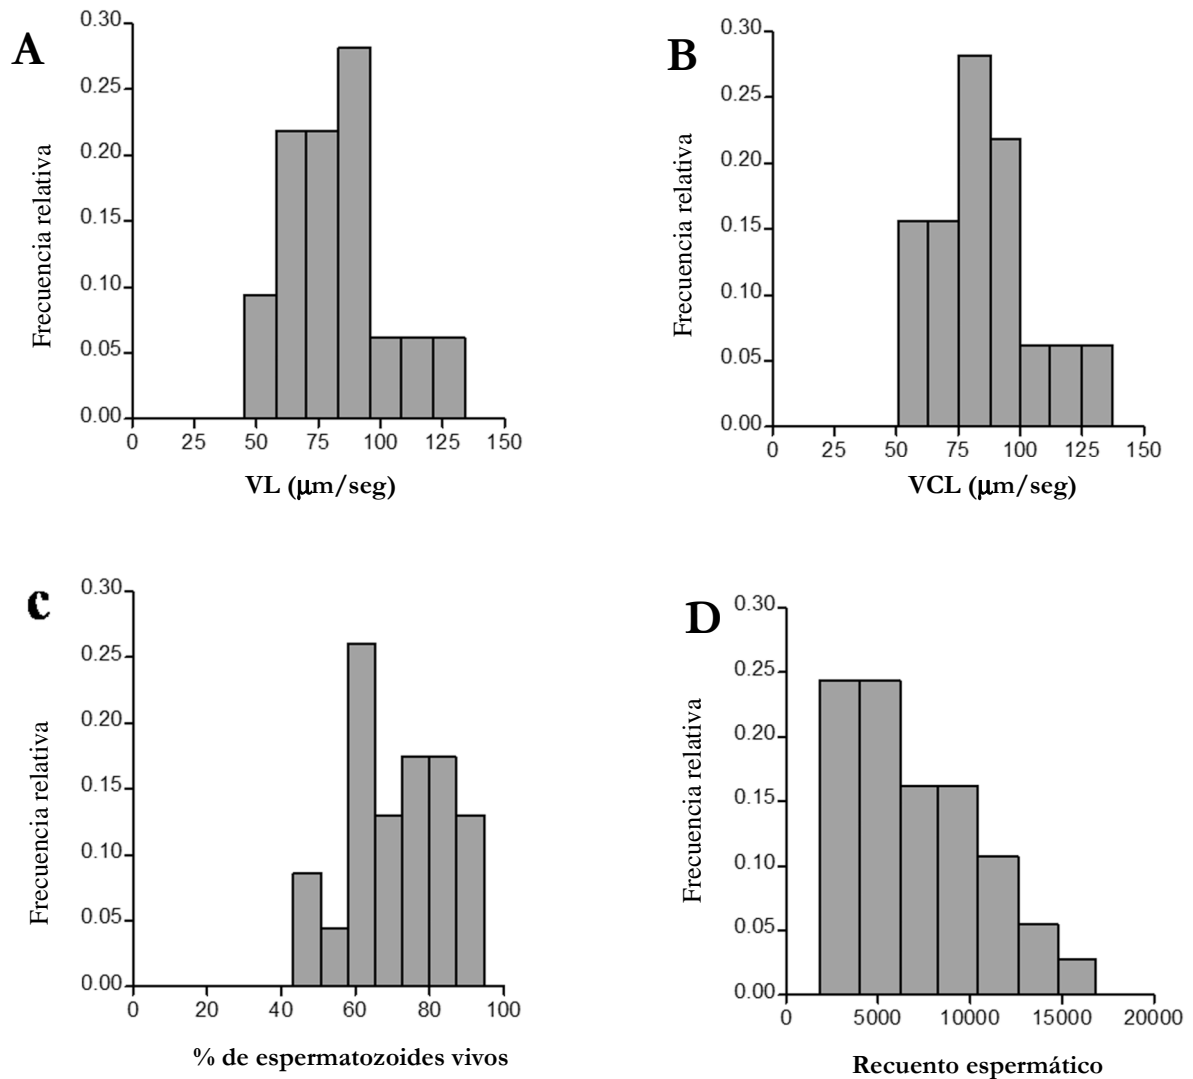 A
Frecuencia relativa
0.30
0.25
0.20
0.15
0.10
0.05
0.00
0 25 50 75 100 125 150
VL (μm/seg)
B
Frecuencia relativa
0.30
0.25
0.20
0.15
0.10
0.05
0.00
0 25 50 75 100 125 150
VCL (μm/seg)
C
Frecuencia relativa
0.30
0.25
0.20
0.15
0.10
0.05
0.00
0 20 40 60 80 100
% de espermatozoides vivos
D
Frecuencia relativa
0.30
0.25
0.20
0.15
0.10
0.05
0.00
0 5000 10000 15000 20000
Recuento espermático